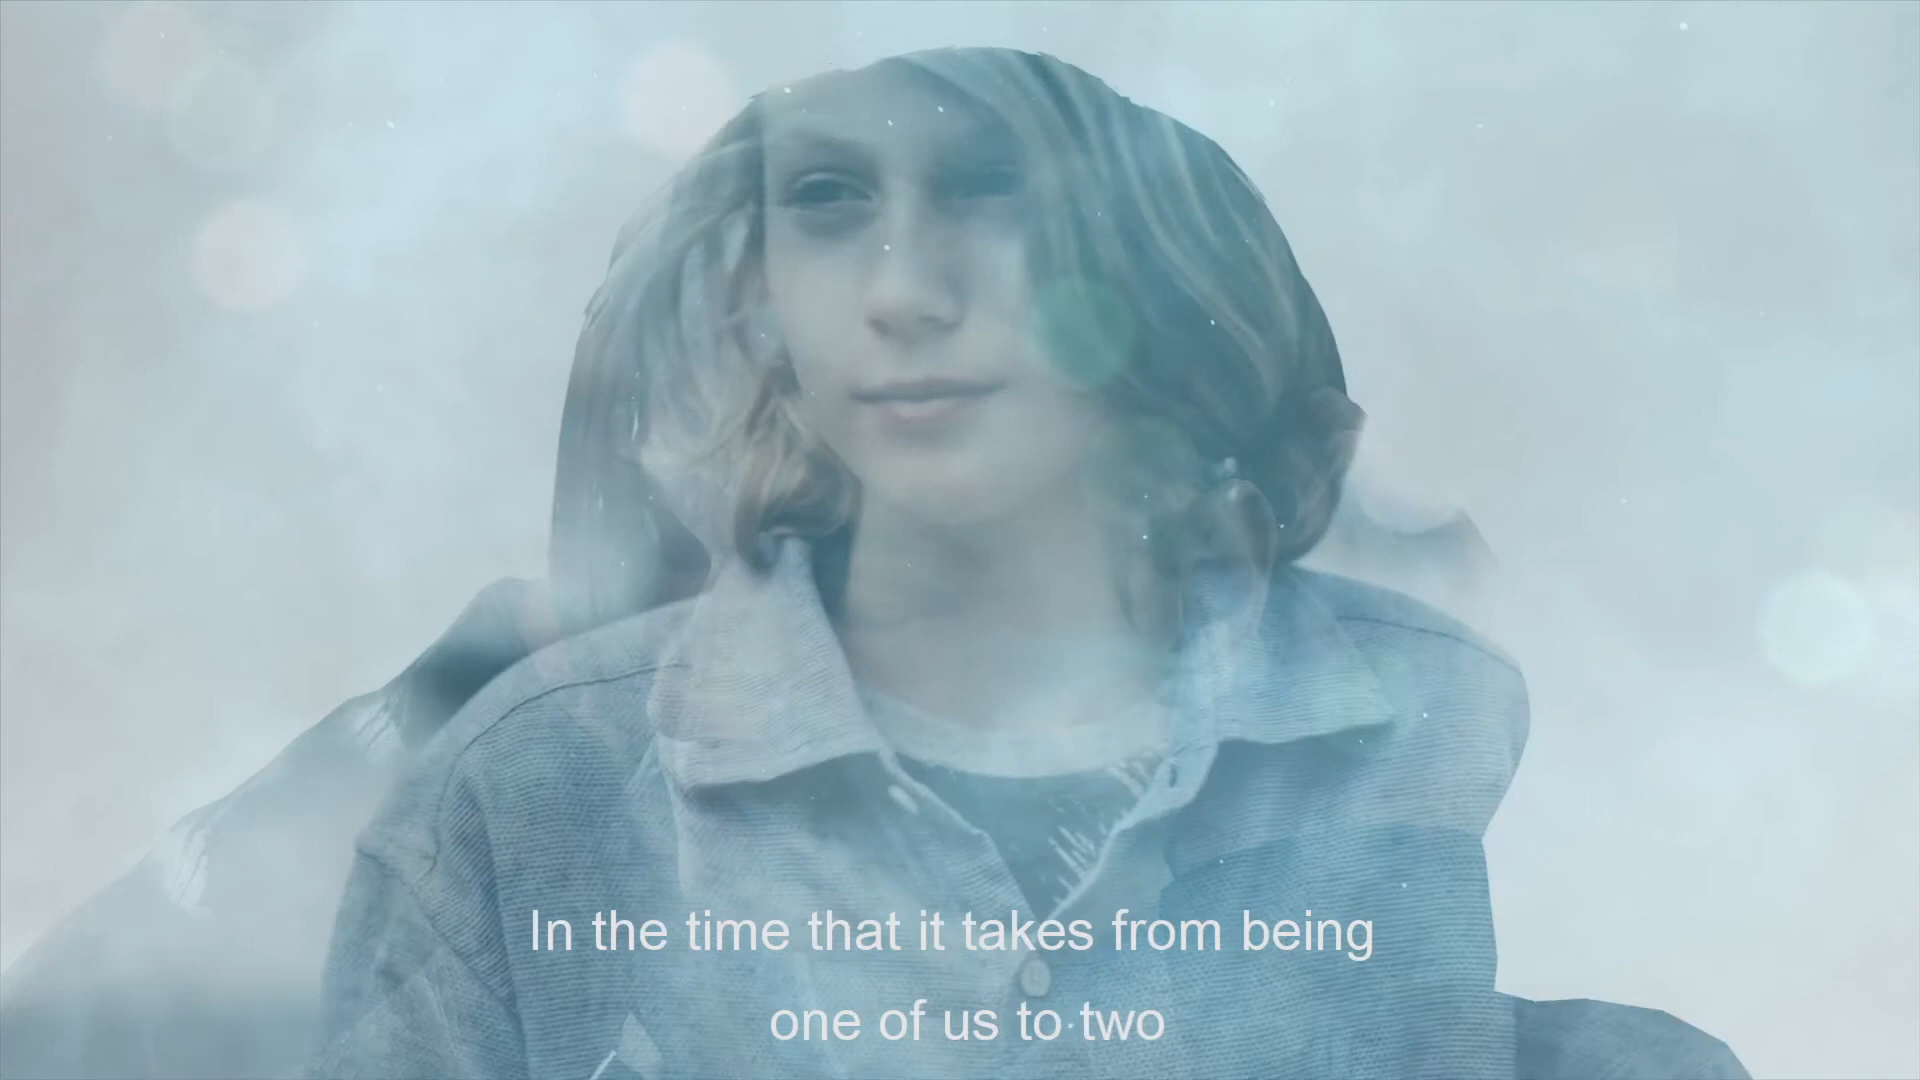 In the time that it takes from being
one of us to two